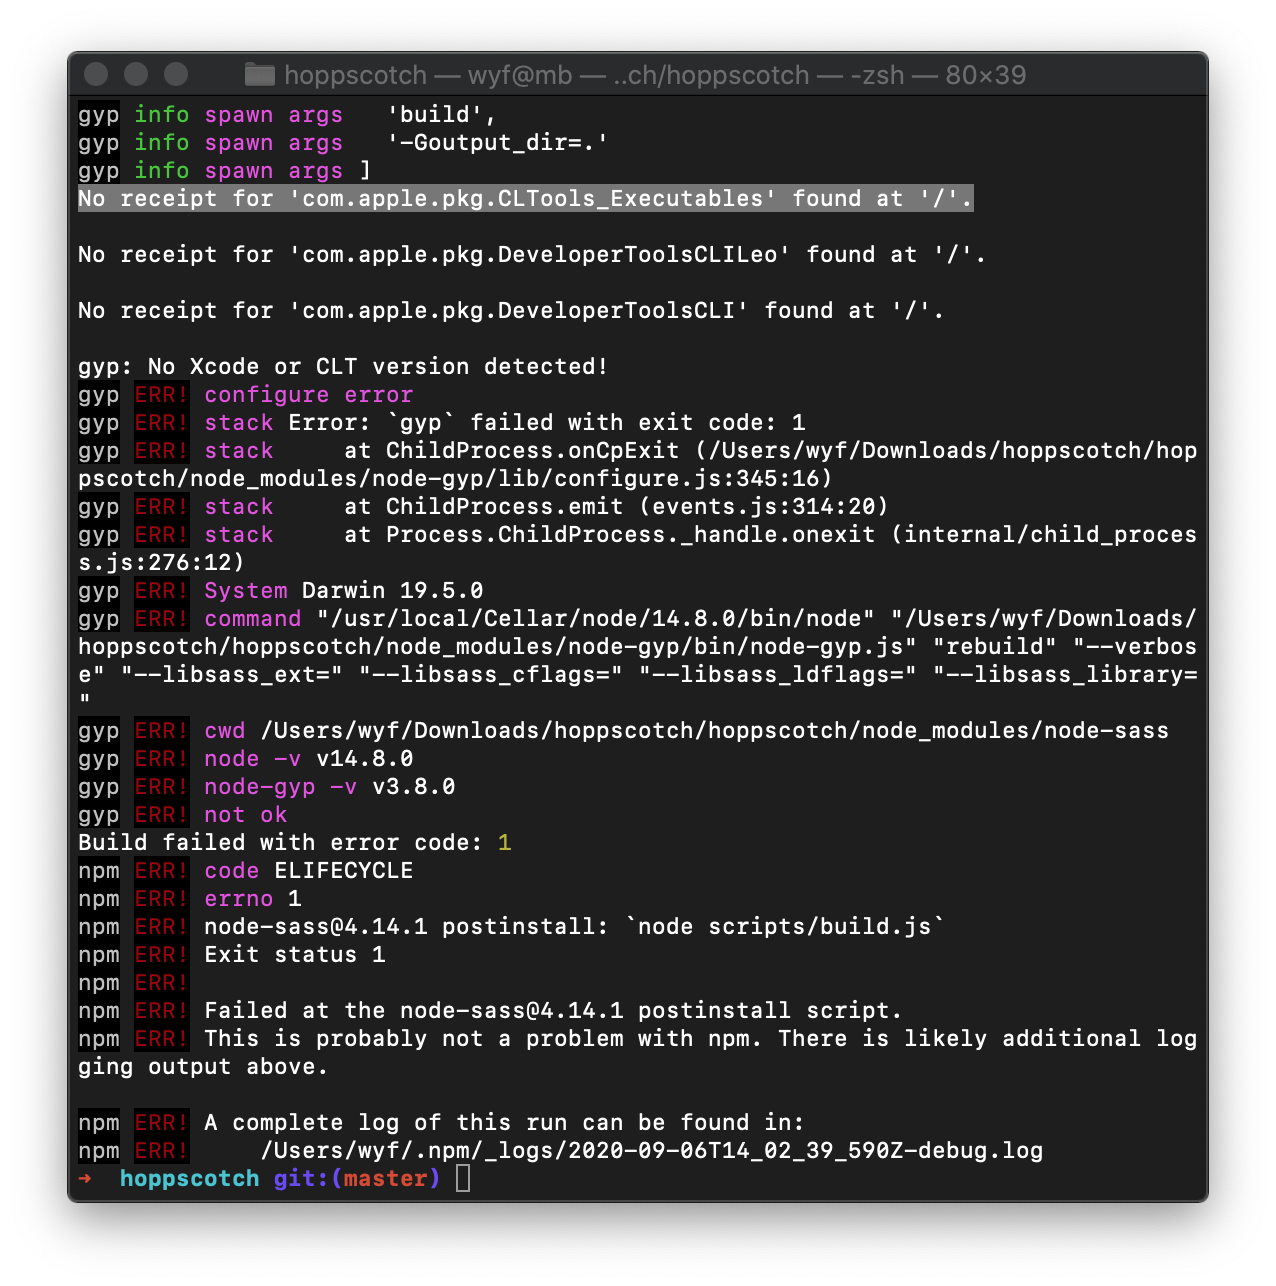 hoppscotch — wyf@mb — ..ch/hoppscotch — -zsh — 80×39
gyp info spawn args   'build',
gyp info spawn args   '-Goutput_dir=.'
gyp info spawn args ]
No receipt for 'com.apple.pkg.CLTools_Executables' found at '/'.
No receipt for 'com.apple.pkg.DeveloperToolsCLILeo' found at '/'.
No receipt for 'com.apple.pkg.DeveloperToolsCLI' found at '/'.
gyp: No Xcode or CLT version detected!
gyp ERR! configure error
gyp ERR! stack Error: `gyp` failed with exit code: 1
gyp ERR! stack     at ChildProcess.onCpExit (/Users/wyf/Downloads/hoppscotch/hop
pscotch/node_modules/node-gyp/lib/configure.js:345:16)
gyp ERR! stack     at ChildProcess.emit (events.js:314:20)
gyp ERR! stack     at Process.ChildProcess._handle.onexit (internal/child_proces
s.js:276:12)
gyp ERR! System Darwin 19.5.0
gyp ERR! command "/usr/local/Cellar/node/14.8.0/bin/node" "/Users/wyf/Downloads/
hoppscotch/hoppscotch/node_modules/node-gyp/bin/node-gyp.js" "rebuild" "--verbos
e" "--libsass_ext=" "--libsass_cflags=" "--libsass_ldflags=" "--libsass_library=
"
gyp ERR! cwd /Users/wyf/Downloads/hoppscotch/hoppscotch/node_modules/node-sass
gyp ERR! node -v v14.8.0
gyp ERR! node-gyp -v v3.8.0
gyp ERR! not ok
Build failed with error code: 1
npm ERR! code ELIFECYCLE
npm ERR! errno 1
npm ERR! node-sass@4.14.1 postinstall: `node scripts/build.js`
npm ERR! Exit status 1
npm ERR!
npm ERR! Failed at the node-sass@4.14.1 postinstall script.
npm ERR! This is probably not a problem with npm. There is likely additional log
ging output above.
npm ERR! A complete log of this run can be found in:
npm ERR!     /Users/wyf/.npm/_logs/2020-09-06T14_02_39_590Z-debug.log
➜  hoppscotch git:(master)